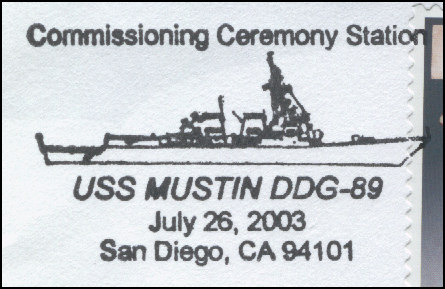 Commissioning Ceremony Station
USS MUSTIN DDG-89
July 26, 2003
San Diego, CA 94101